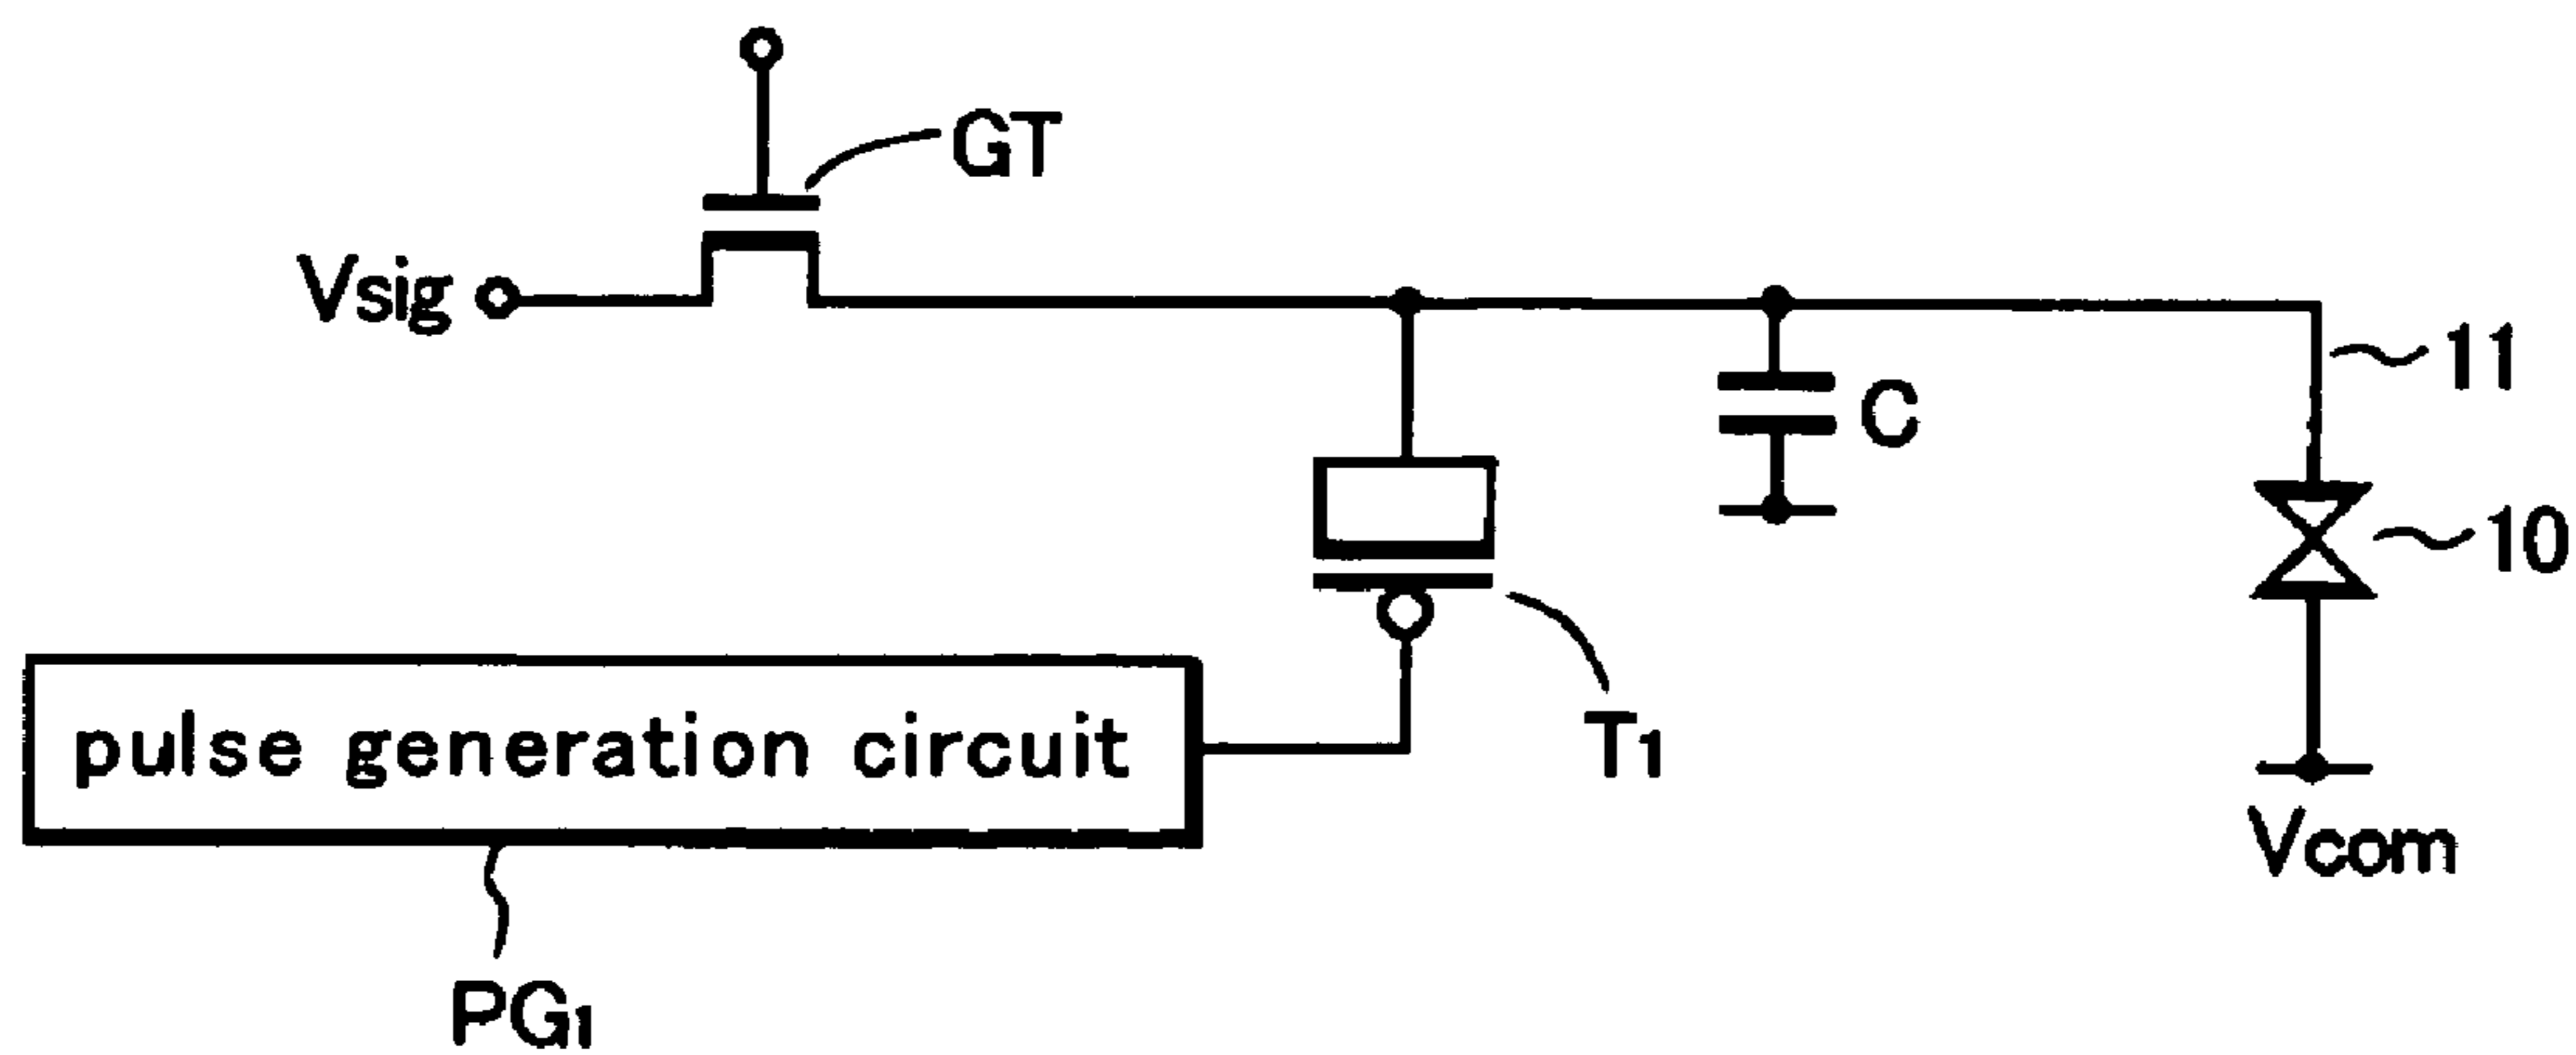 GT
Vsig
11
C
10
T1
pulse generation circuit
Vcom
PG1